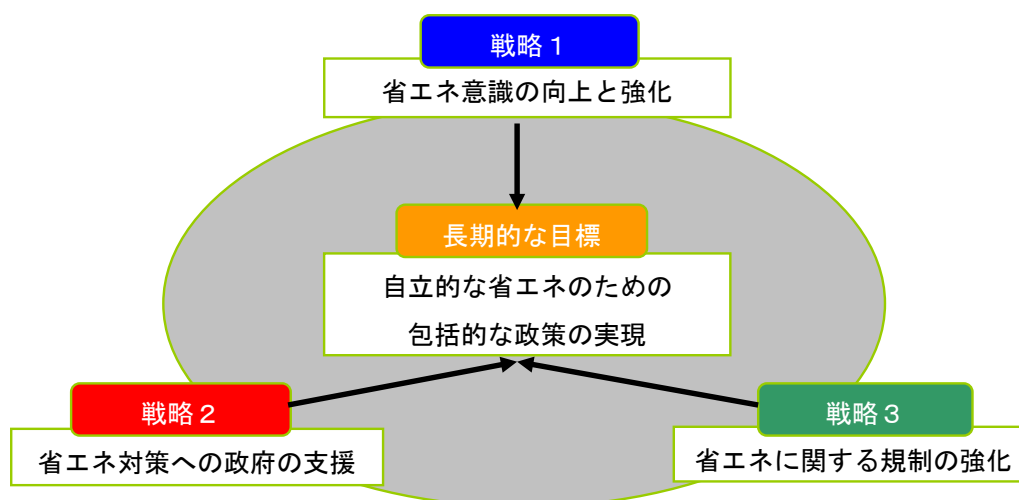 戦略１
省エネ意識の向上と強化
長期的な目標
自立的な省エネのための
包括的な政策の実現
戦略２
省エネ対策への政府の支援
戦略３
省エネに関する規制の強化